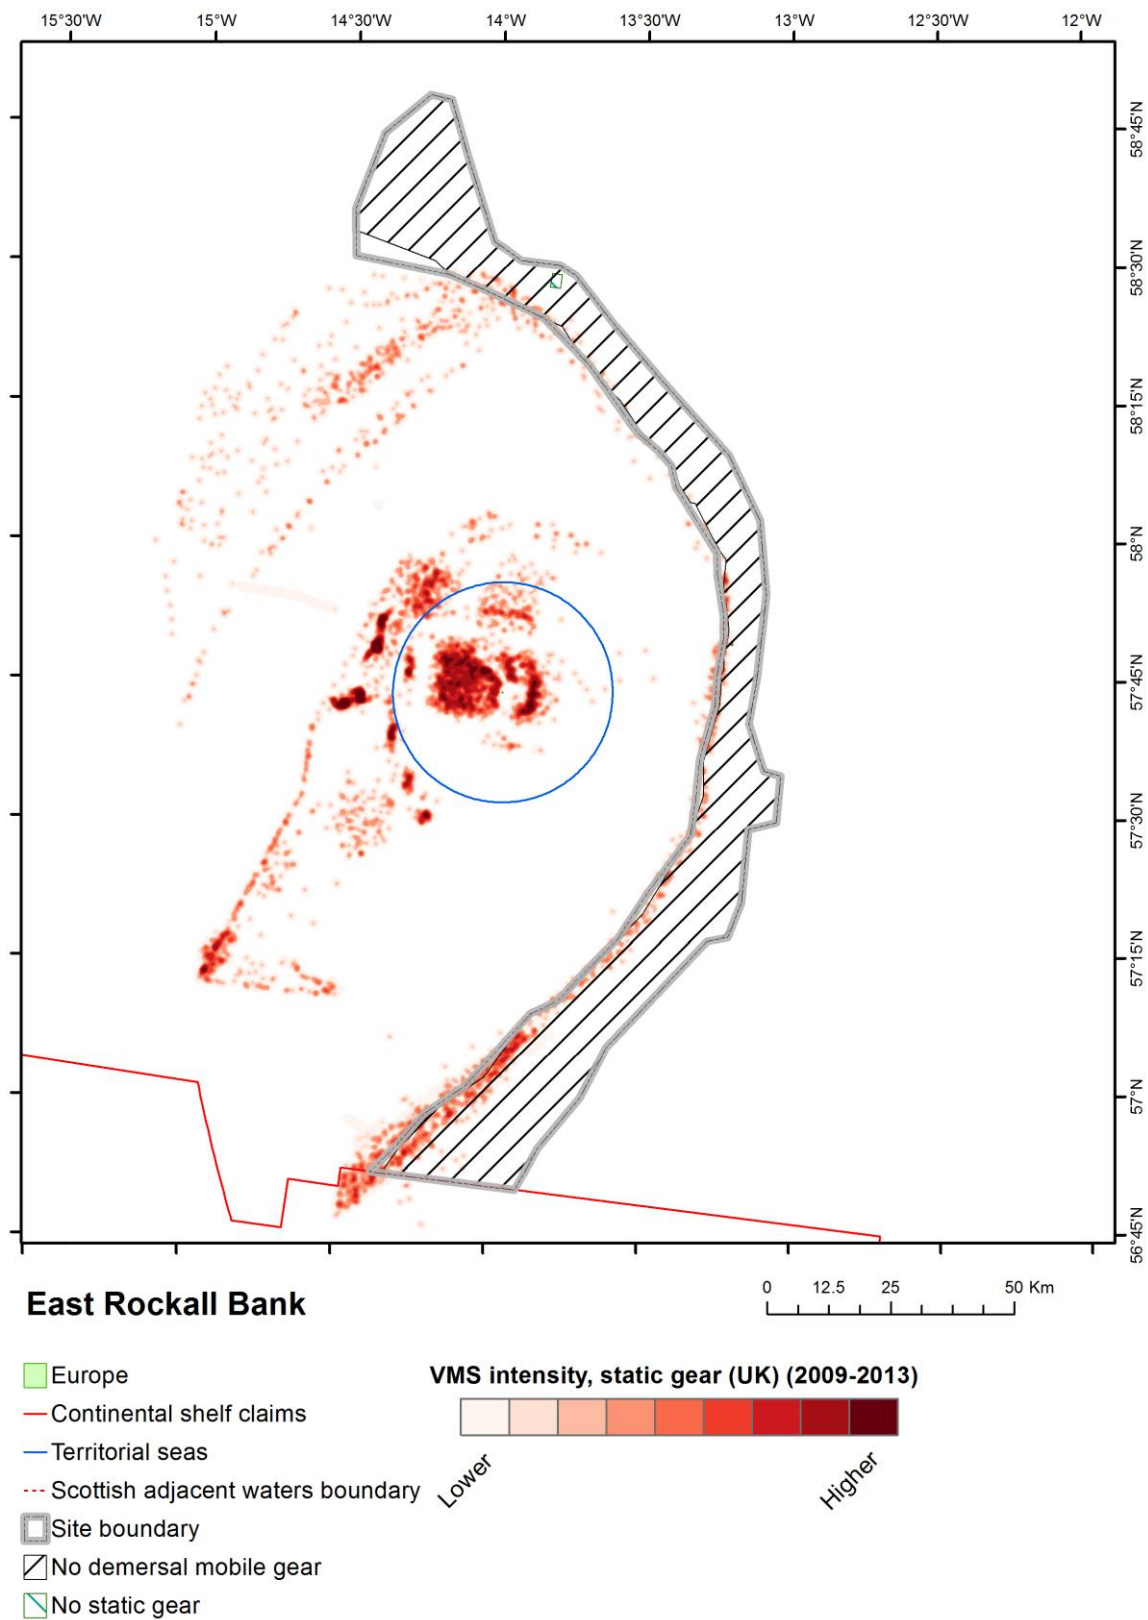 15°30'W 15°W 14°30'W 14°W 13°30'W 13°W 12°30'W 12°W
58°45'N
58°30'N
58°15'N
58°N
57°45'N
57°30'N
57°15'N
57°N
56°45'N
East Rockall Bank
0 12.5 25 50 Km
Europe
Continental shelf claims
Territorial seas
Scottish adjacent waters boundary
Site boundary
No demersal mobile gear
No static gear
VMS intensity, static gear (UK) (2009-2013)
Lower
Higher